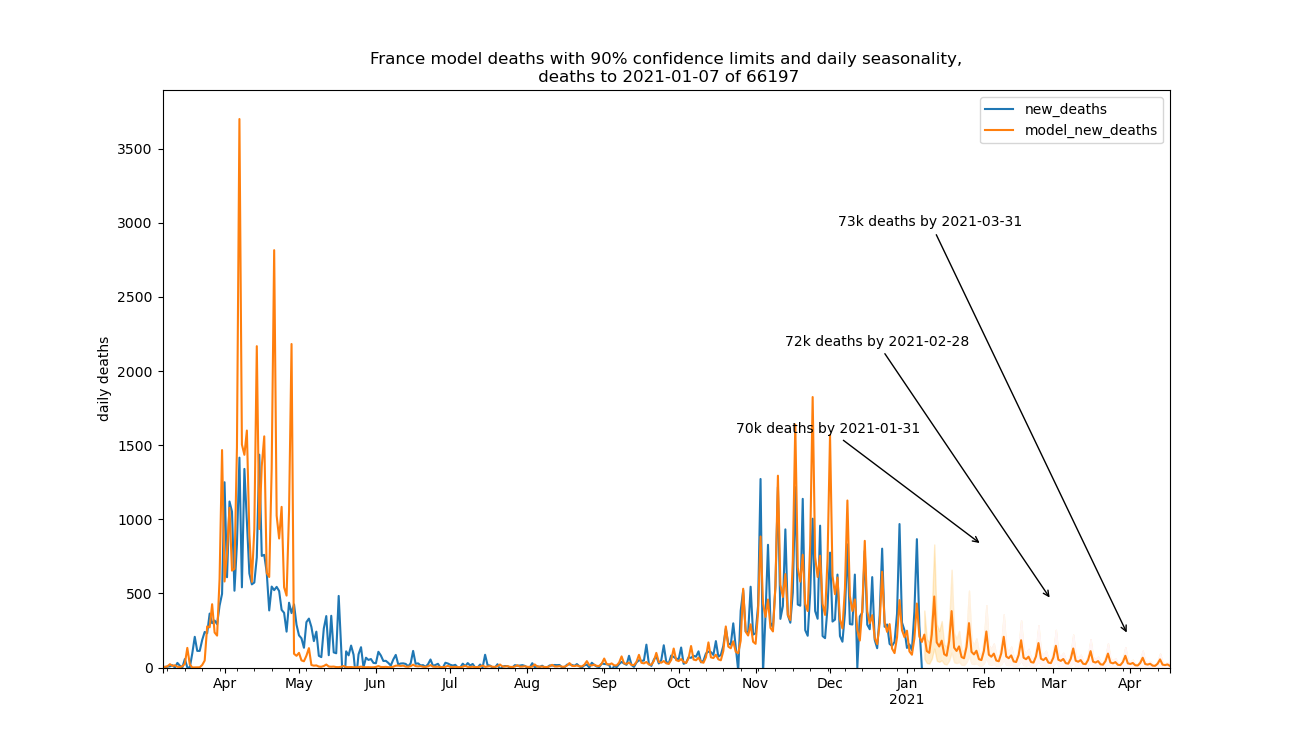 France model deaths with 90% confidence limits and daily seasonality,
deaths to 2021-01-07 of 66197
new_deaths
model_new_deaths
daily deaths
3500
3000
2500
2000
1500
1000
500
0
73k deaths by 2021-03-31
72k deaths by 2021-02-28
70k deaths by 2021-01-31
Apr May Jun Jul Aug Sep Oct Nov Dec Jan Feb Mar Apr
2021